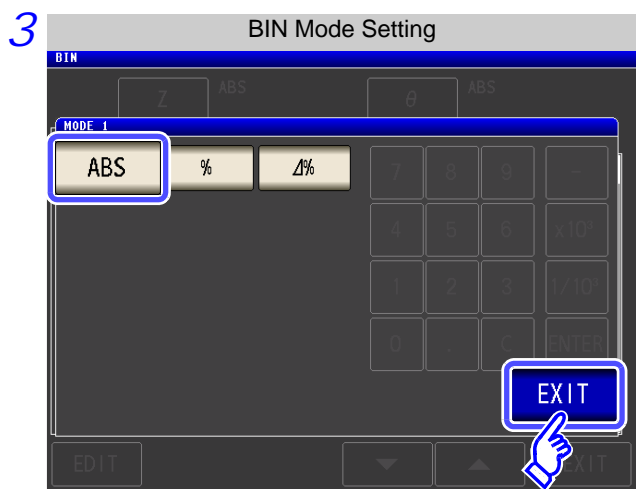 3 BIN Mode Setting
BIN
Z ABS θ ABS
MODE 1
ABS % Δ% 7 8 9 -
4 5 6 x10³
1 2 3 1/10³
0 . C ENTER
EXIT
EDIT ▼ ▲ EXIT